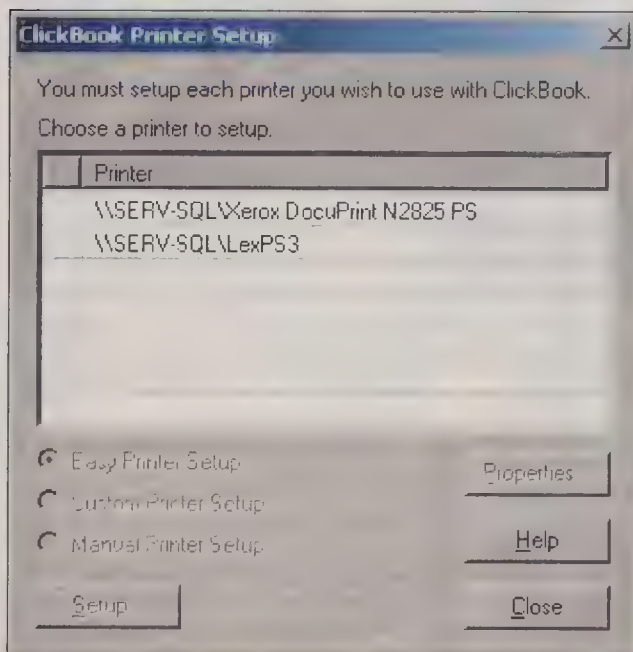 ClickBook Printer Setup
You must setup each printer you wish to use with ClickBook.
Choose a printer to setup.
Printer
\\SERV-SQL\Xerox DocuPrint N2825 PS
\\SERV-SQL\LexPS3
Easy Printer Setup
Properties
Custom Printer Setup
Manual Printer Setup
Help
Setup
Close